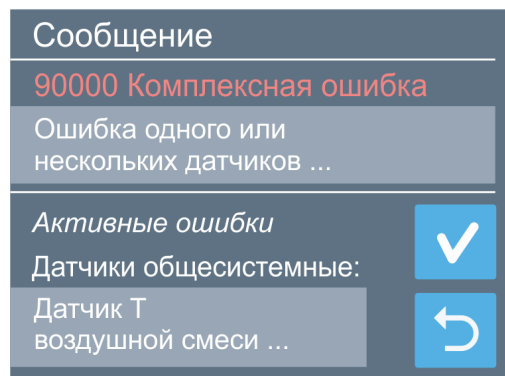 Сообщение
90000 Комплексная ошибка
Ошибка одного или
нескольких датчиков ...
Активные ошибки
Датчики общесистемные:
Датчик Т
воздушной смеси ...